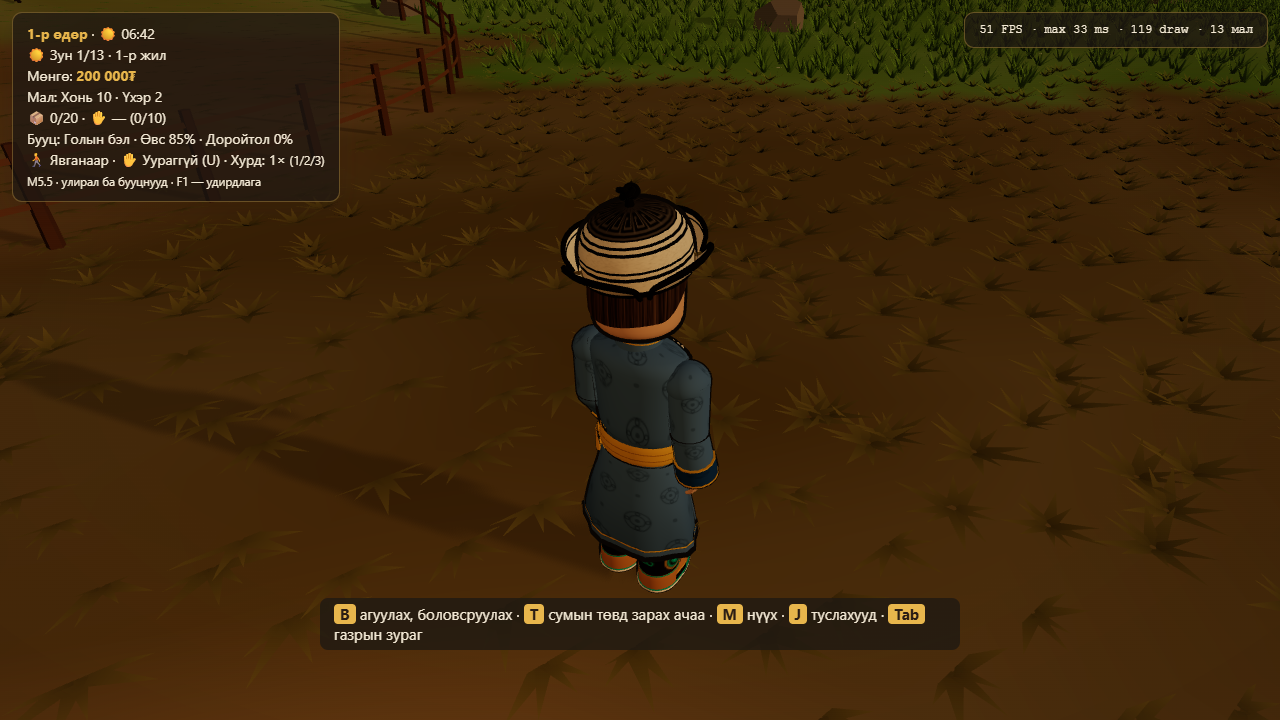 1-р өдөр · 06:42
Зун 1/13 · 1-р жил
Мөнгө: 200 000₮
Мал: Хонь 10 · Үхэр 2
0/20 · — (0/10)
Бууц: Голын бэл · Өвс 85% · Доройтол 0%
Явганаар · Уураггүй (U) · Хурд: 1× (1/2/3)
M5.5 · улирал ба бууцнууд · F1 — удирдлага
51 FPS · max 33 ms · 119 draw · 13 мал
B агуулах, боловсруулах · T сумын төвд зарах ачаа · M нүүх · J туслахууд · Tab
газрын зураг